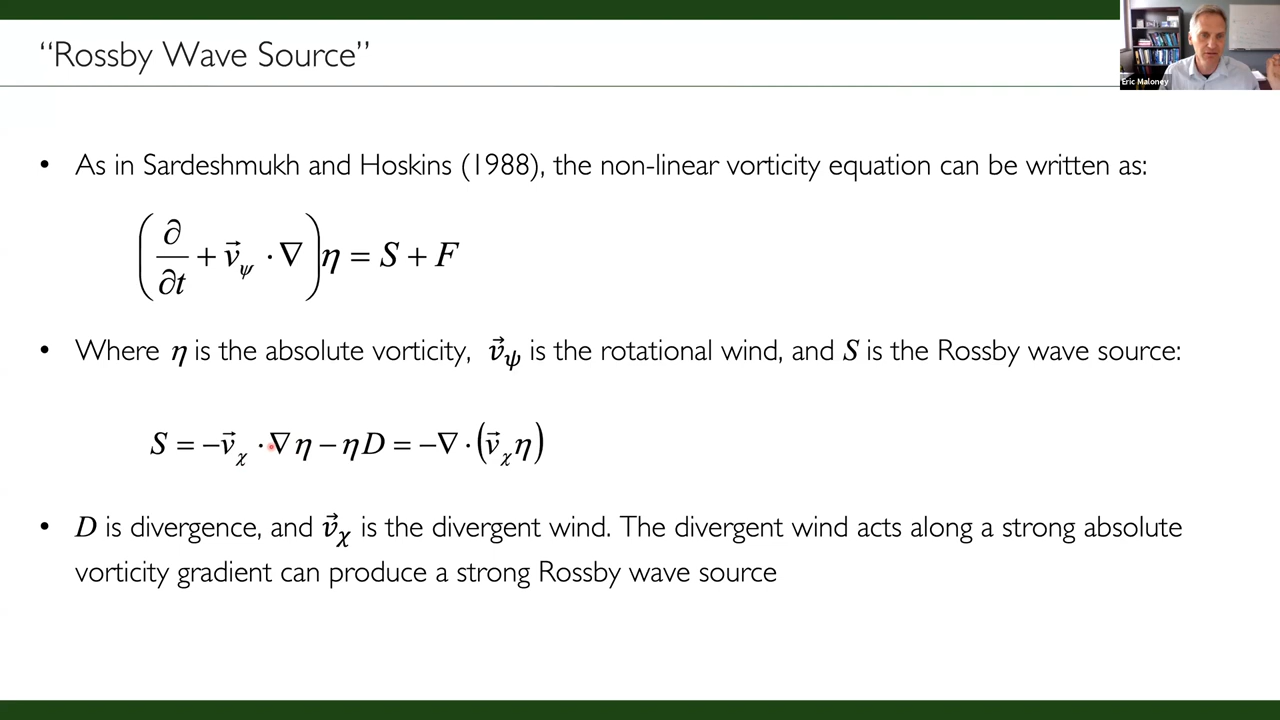 “Rossby Wave Source”
Eric Maloney
• As in Sardeshmukh and Hoskins (1988), the non-linear vorticity equation can be written as:
(∂/∂t + v⃗_ψ · ∇) η = S + F
• Where η is the absolute vorticity, v⃗_ψ is the rotational wind, and S is the Rossby wave source:
S = −v⃗_χ · ∇η − ηD = −∇ · (v⃗_χ η)
• D is divergence, and v⃗_χ is the divergent wind. The divergent wind acts along a strong absolute
vorticity gradient can produce a strong Rossby wave source